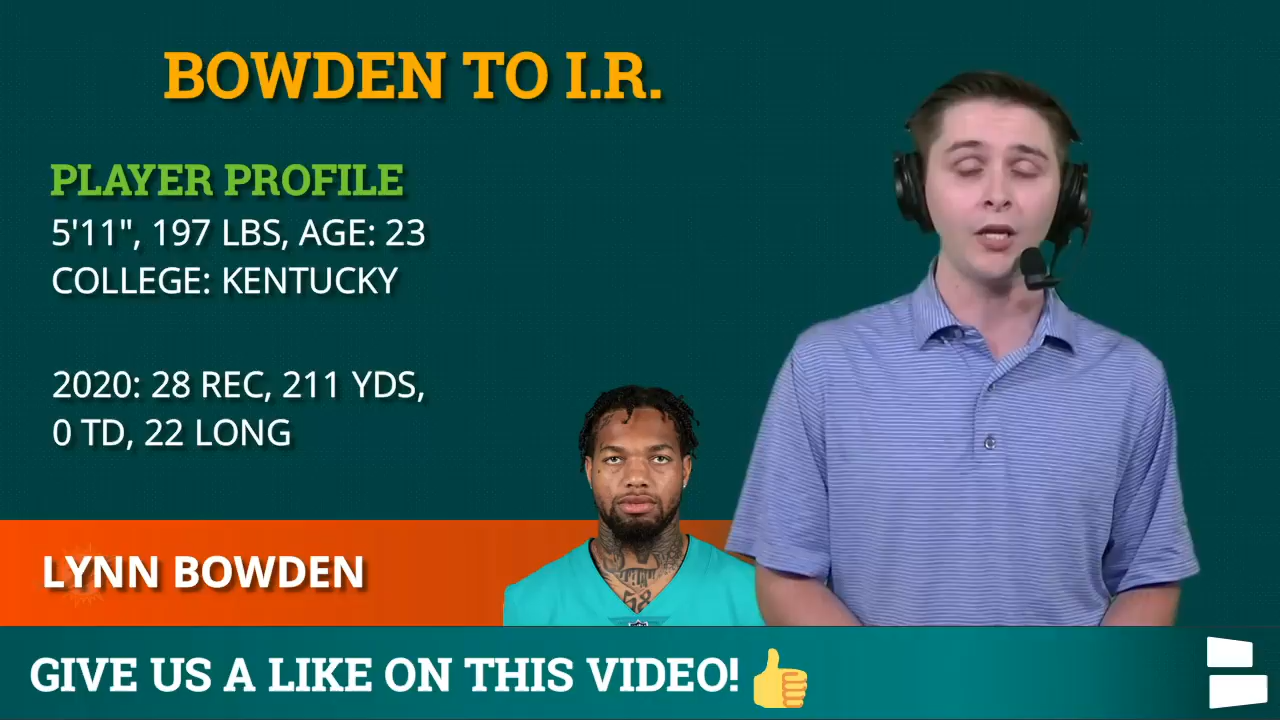 BOWDEN TO I.R.
PLAYER PROFILE
5'11", 197 LBS, AGE: 23
COLLEGE: KENTUCKY
2020: 28 REC, 211 YDS,
0 TD, 22 LONG
LYNN BOWDEN
GIVE US A LIKE ON THIS VIDEO!